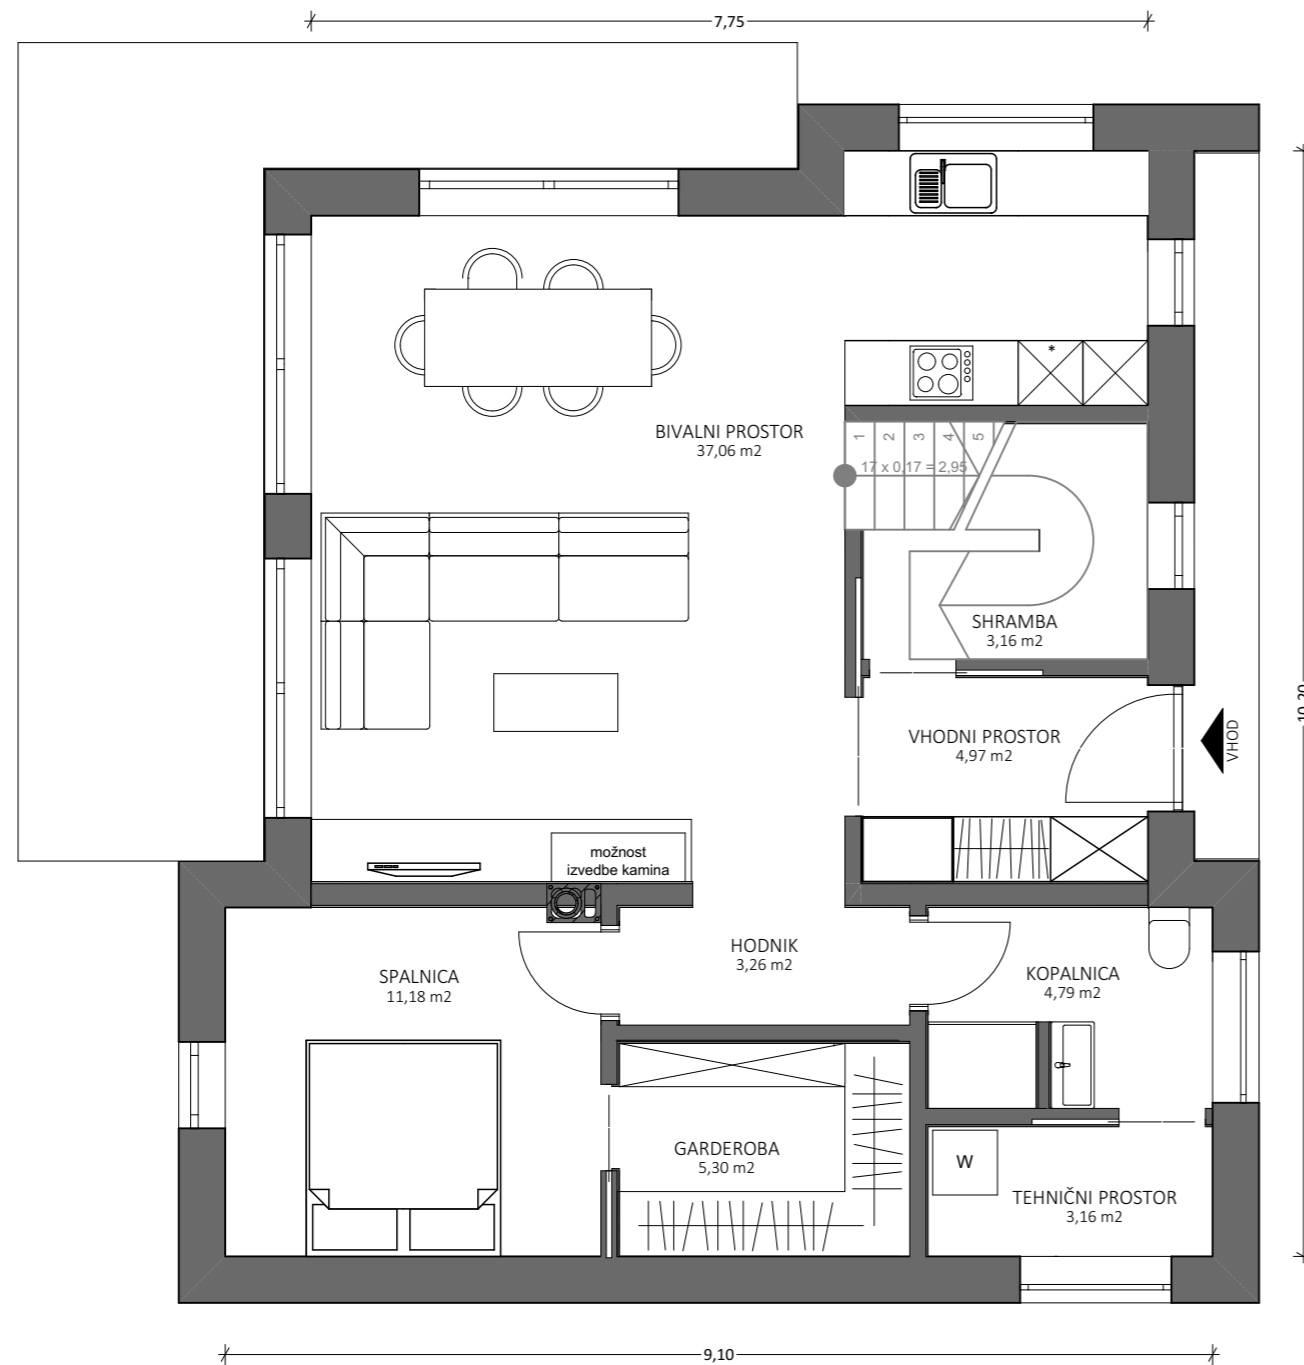 7,75
*
BIVALNI PROSTOR
37,06 m2
1 2 3 4 5
17 x 0,17 = 2,95
SHRAMBA
3,16 m2
10,20
VHODNI PROSTOR
4,97 m2
VHOD
možnost
izvedbe kamina
HODNIK
3,26 m2
SPALNICA
11,18 m2
KOPALNICA
4,79 m2
GARDEROBA
5,30 m2
W
TEHNIČNI PROSTOR
3,16 m2
9,10